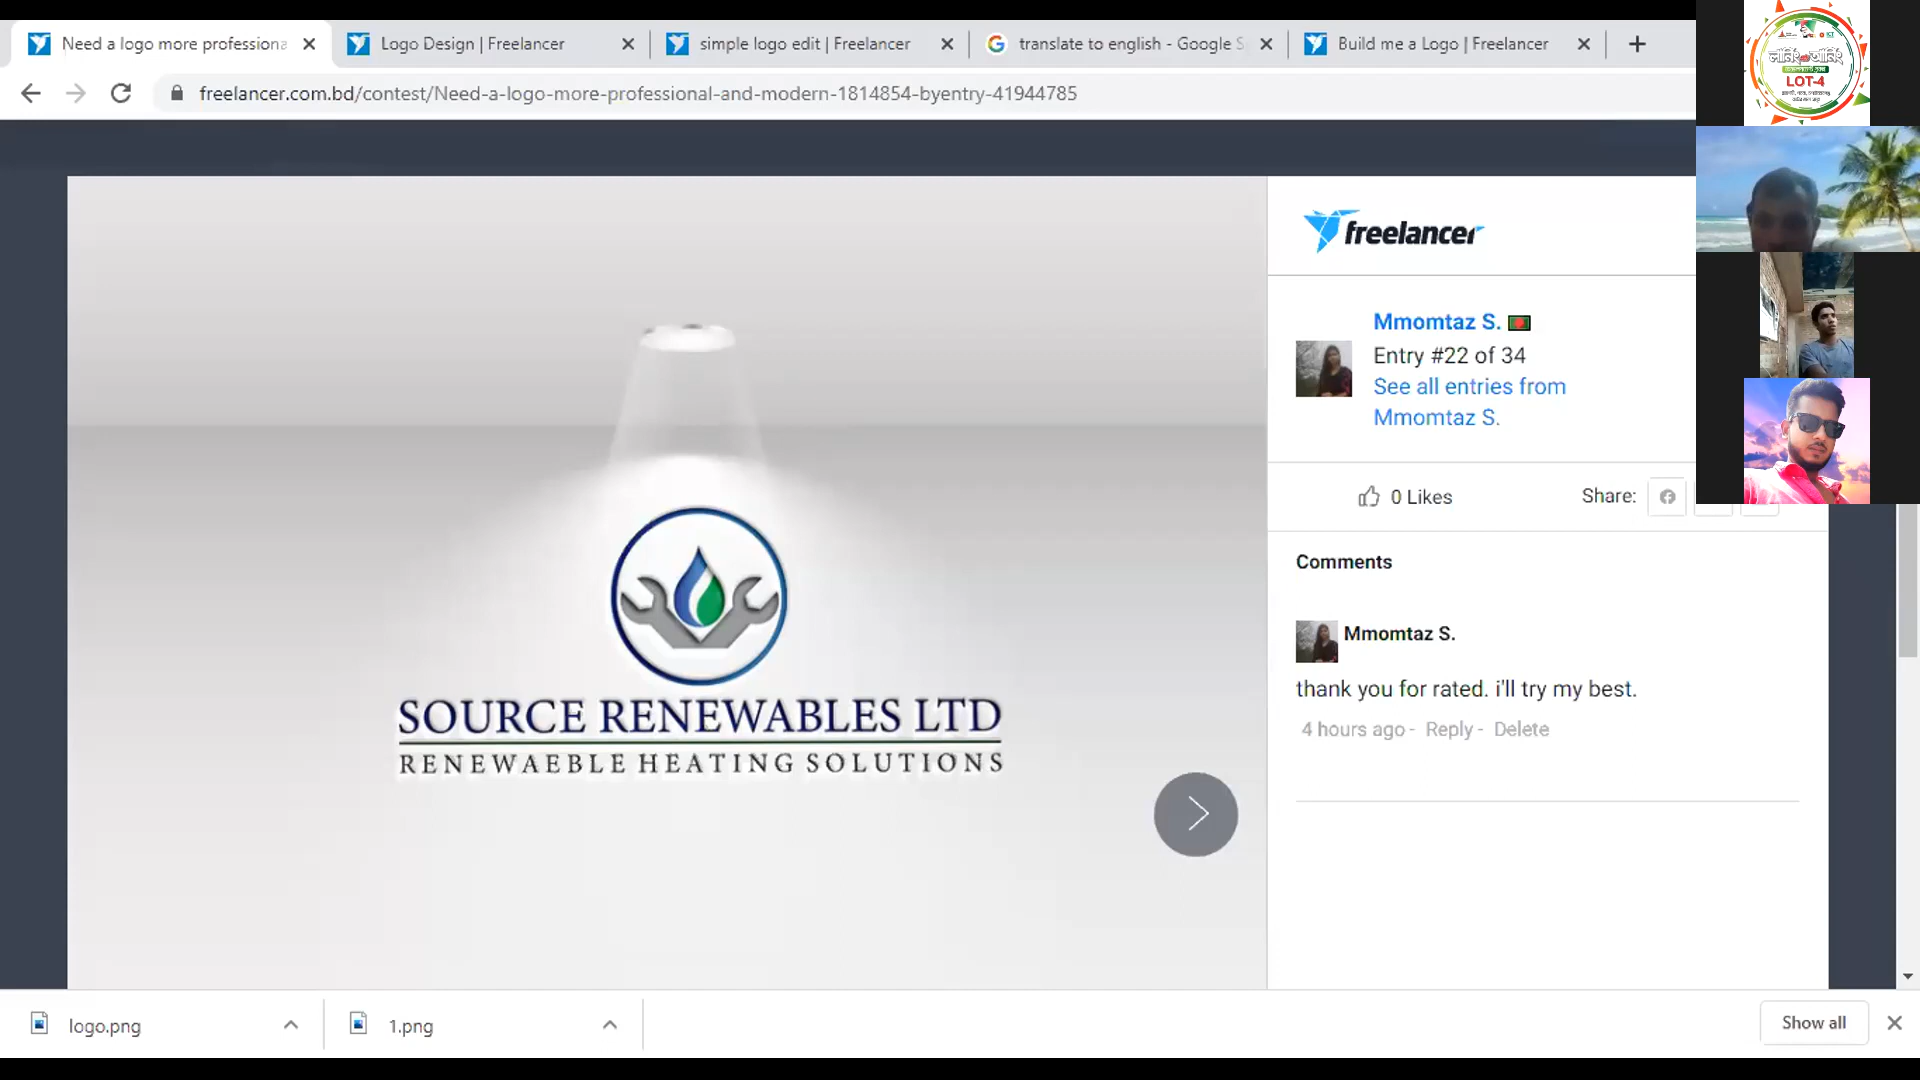 Need a logo more professiona
Logo Design | Freelancer
simple logo edit | Freelancer
translate to english - Google S
Build me a Logo | Freelancer
freelancer.com.bd/contest/Need-a-logo-more-professional-and-modern-1814854-byentry-41944785
লার্নিং আর্নিং
LOT-4
freelancer
Mmomtaz S.
Entry #22 of 34
See all entries from
Mmomtaz S.
0 Likes
Share:
Comments
Mmomtaz S.
thank you for rated. i'll try my best.
4 hours ago - Reply - Delete
SOURCE RENEWABLES LTD
RENEWAEBLE HEATING SOLUTIONS
logo.png
1.png
Show all